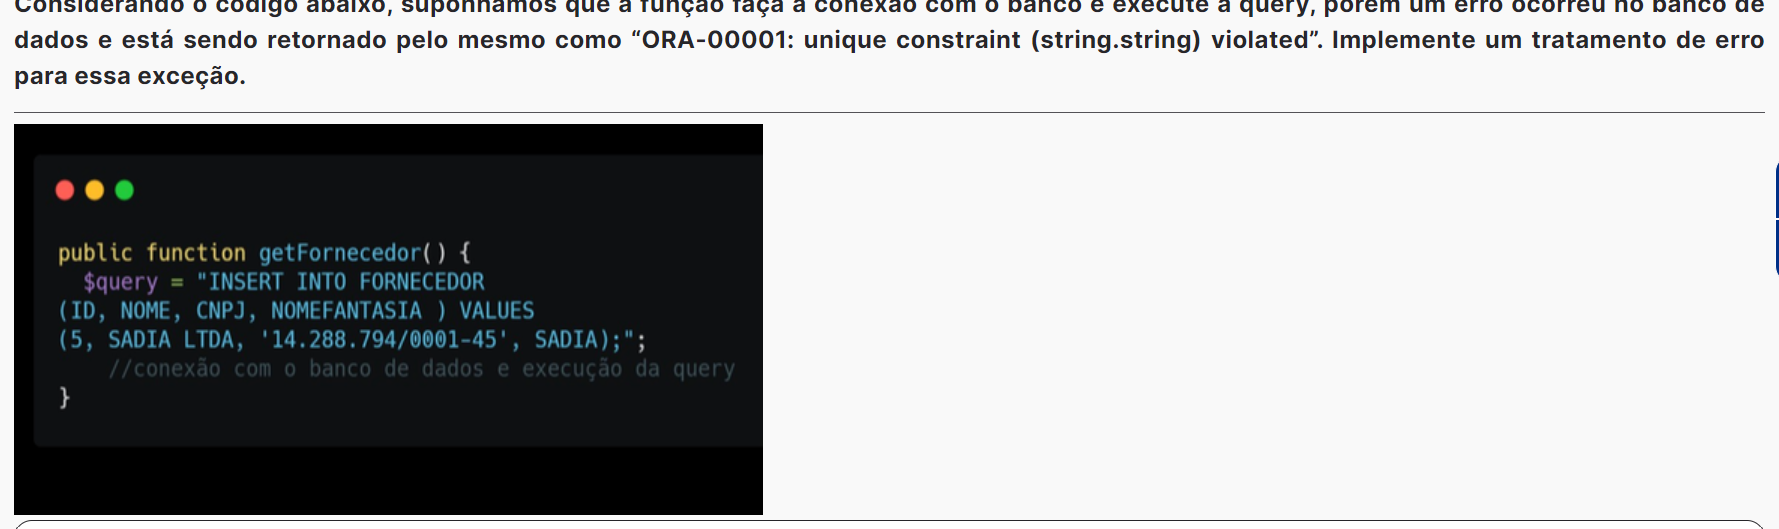 Considerando o código abaixo, suponhamos que a função faça a conexão com o banco e execute a query, porém um erro ocorreu no banco de
dados e está sendo retornado pelo mesmo como “ORA-00001: unique constraint (string.string) violated”. Implemente um tratamento de erro
para essa exceção.
public function getFornecedor() {
$query = "INSERT INTO FORNECEDOR
(ID, NOME, CNPJ, NOMEFANTASIA ) VALUES
(5, SADIA LTDA, '14.288.794/0001-45', SADIA);";
//conexão com o banco de dados e execução da query
}